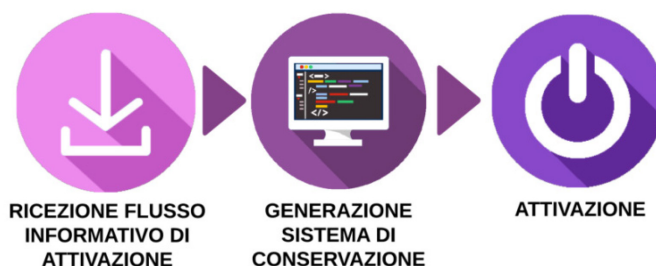 RICEZIONE FLUSSO
INFORMATIVO DI
ATTIVAZIONE
GENERAZIONE
SISTEMA DI
CONSERVAZIONE
ATTIVAZIONE